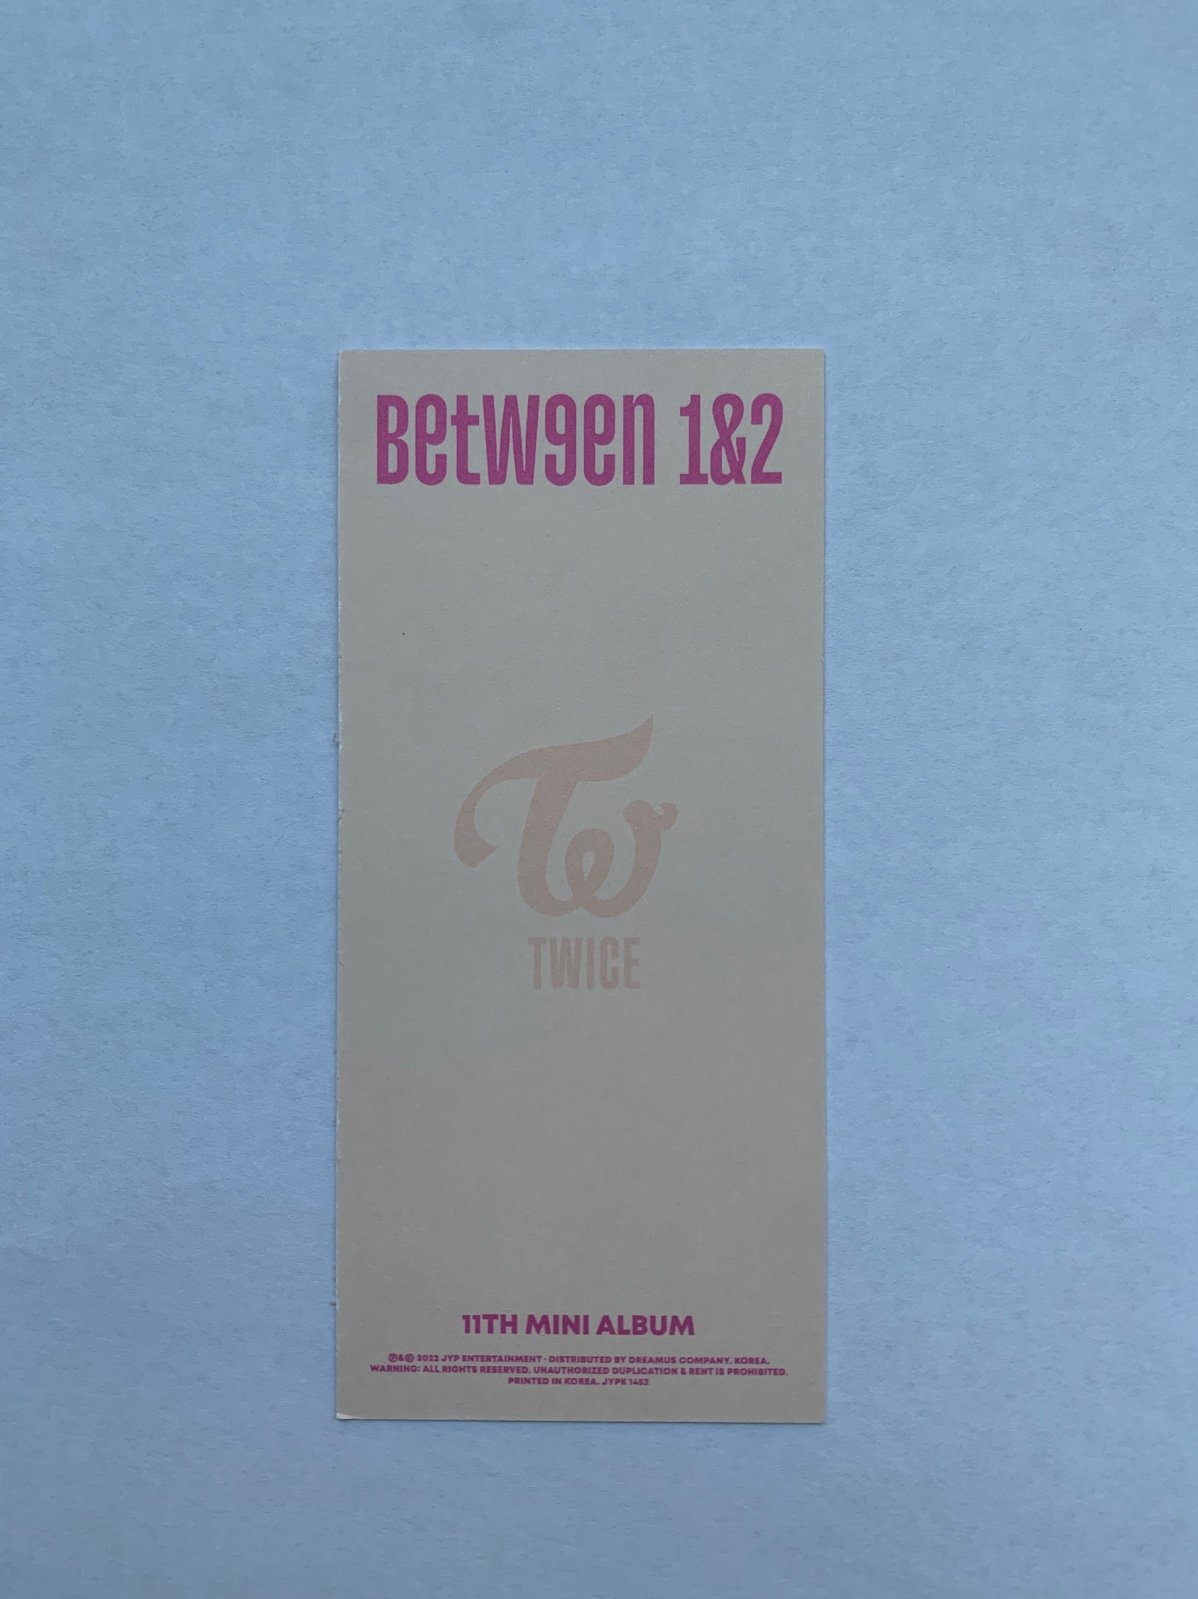 Betw9en 1&2
Tw
TWICE
11TH MINI ALBUM
℗&© 2022 JYP ENTERTAINMENT · DISTRIBUTED BY DREAMUS COMPANY. KOREA.
WARNING: ALL RIGHTS RESERVED. UNAUTHORIZED DUPLICATION & RENT IS PROHIBITED.
PRINTED IN KOREA. JYPK 1452